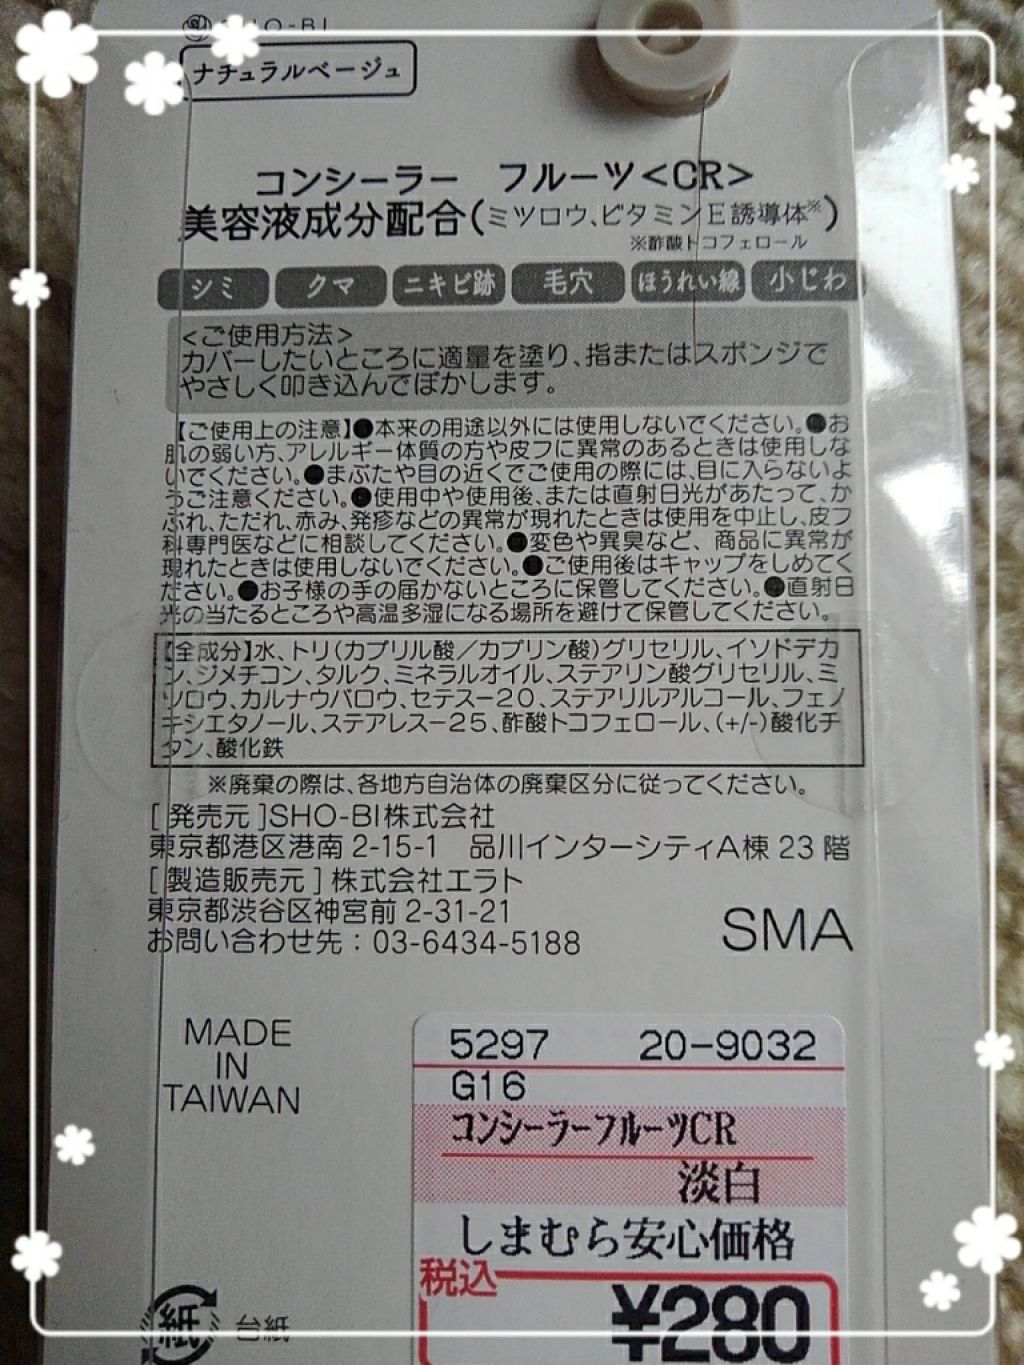 SHO-BI
ナチュラルベージュ
コンシーラー フルーツ<CR>
美容液成分配合(ミツロウ、ビタミンE誘導体※)
※酢酸トコフェロール
シミ クマ ニキビ跡 毛穴 ほうれい線 小じわ
<ご使用方法>
カバーしたいところに適量を塗り、指またはスポンジで
やさしく叩き込んでぼかします。
【ご使用上の注意】●本来の用途以外には使用しないでください。●お
肌の弱い方、アレルギー体質の方や皮フに異常のあるときは使用しな
いでください。●まぶたや目の近くでご使用の際には、目に入らないよ
うご注意ください。●使用中や使用後、または直射日光があたって、か
ぶれ、ただれ、赤み、発疹などの異常が現れたときは使用を中止し、皮フ
科専門医などに相談してください。●変色や異臭など、商品に異常が
現れたときは使用しないでください。●ご使用後はキャップをしめてく
ださい。●お子様の手の届かないところに保管してください。●直射日
光の当たるところや高温多湿になる場所を避けて保管してください。
【全成分】水、トリ(カプリル酸/カプリン酸)グリセリル、イソドデカ
ン、ジメチコン、タルク、ミネラルオイル、ステアリン酸グリセリル、ミ
ツロウ、カルナウバロウ、セテス-20、ステアリルアルコール、フェノ
キシエタノール、ステアレス-25、酢酸トコフェロール、(+/-)酸化チ
タン、酸化鉄
※廃棄の際は、各地方自治体の廃棄区分に従ってください。
[発売元]SHO-BI株式会社
東京都港区港南2-15-1 品川インターシティA棟23階
[製造販売元]株式会社エラト
東京都渋谷区神宮前2-31-21
お問い合わせ先:03-6434-5188
SMA
MADE
IN
TAIWAN
5297 20-9032
G16
コンシーラーフルーツCR
淡白
しまむら安心価格
税込
¥280
紙 台紙